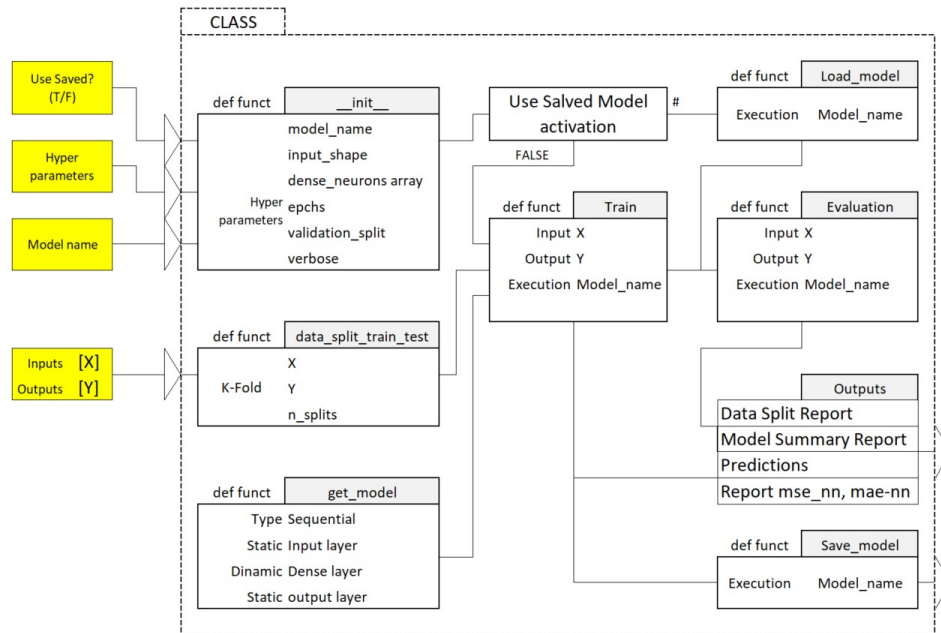 CLASS
Use Saved?
(T/F)
Hyper
parameters
Model name
Inputs [X]
Outputs [Y]
def funct __init__
model_name
input_shape
dense_neurons array
Hyper
parameters
epchs
validation_split
verbose
def funct data_split_train_test
X
K-Fold Y
n_splits
def funct get_model
Type Sequential
Static Input layer
Dinamic Dense layer
Static output layer
Use Salved Model
activation
#
FALSE
def funct Train
Input X
Output Y
Execution Model_name
def funct Load_model
Execution Model_name
def funct Evaluation
Input X
Output Y
Execution Model_name
Outputs
Data Split Report
Model Summary Report
Predictions
Report mse_nn, mae-nn
def funct Save_model
Execution Model_name